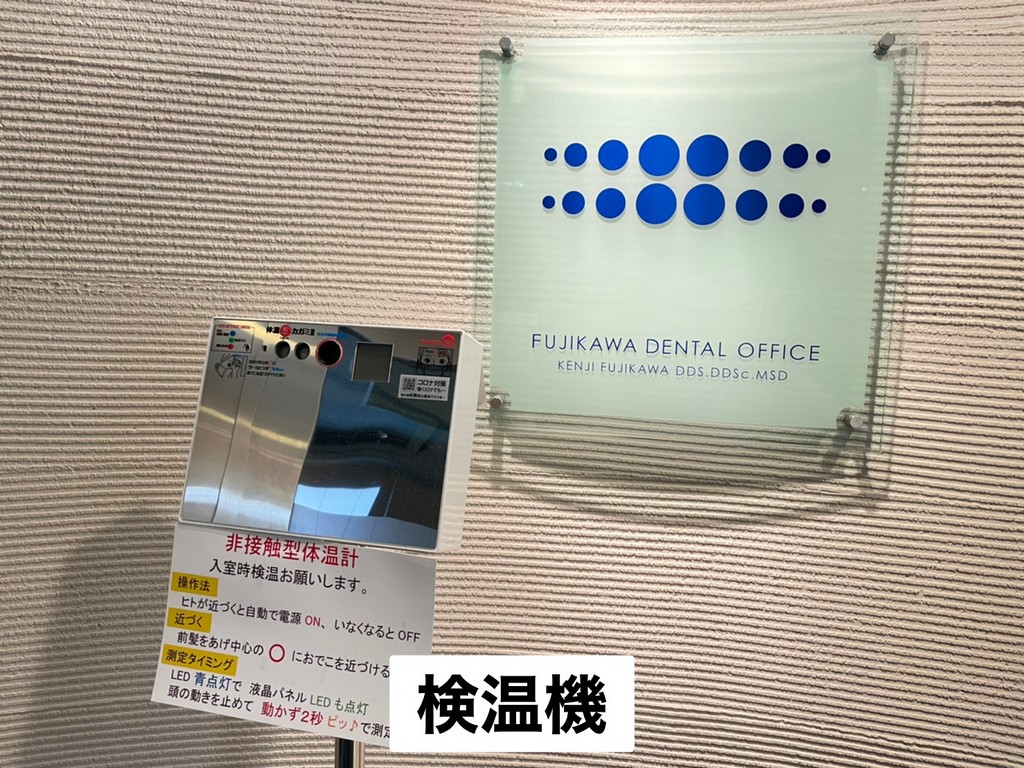 FUJIKAWA DENTAL OFFICE
KENJI FUJIKAWA DDS.DDSc.MSD
体温
カガミ
コロナ対策
非接触型体温計
入室時検温お願いします。
操作法
ヒトが近づくと自動で電源 ON、いなくなると OFF
近づく
前髪をあげ中心の ○ におでこを近づける
測定タイミング
LED 青点灯で 液晶パネル LED も点灯
頭の動きを止めて 動かず2秒 ピッ♪で測定
検温機